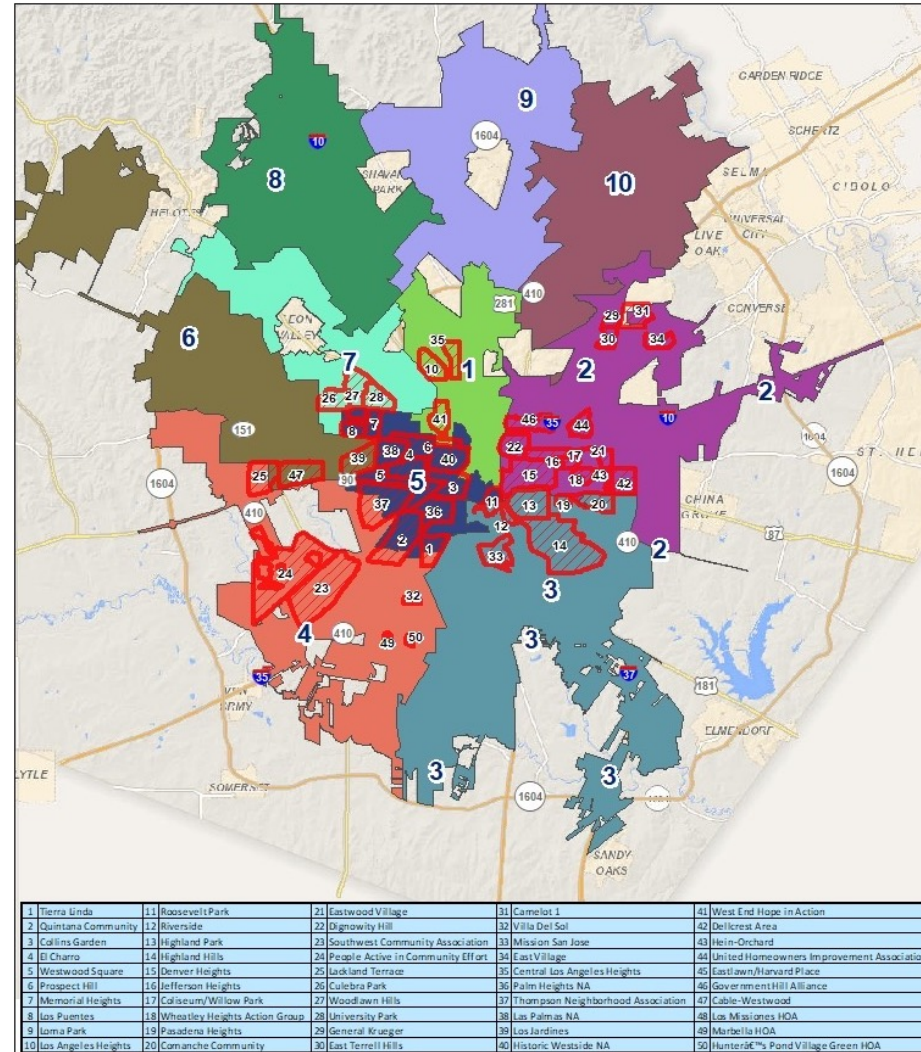 GARDEN RIDGE
9
10
1604
SCHERTZ
8
SHAVANO PARK
SELMA
CIBOLO
10
HELOTES
UNIVERSAL CITY
LIVE OAK
410
281
CONVERSE
6
LEON VALLEY
29 31
30 34
7
35
10
1
2
2
26 27 28
41
46 35 44
10
151
8 7
22
1604
38 4 6
39 40
16 17 21
ST. HE
25 47
5
90
5
3
15 18 43 42
1604
37
11
13 19 20
CHINA GROVE
410
36
12
87
2 1
33
14
410
2
24
23
3
32
4 410
49 50
3
35
37
181
VON ORMY
ELMENDORF
LYTLE
3
3
SOMERSET
1604
1604
SANDY OAKS
1 Tierra Linda 11 Roosevelt Park 21 Eastwood Village 31 Camelot 1 41 West End Hope in Action
2 Quintana Community 12 Riverside 22 Dignowity Hill 32 Villa Del Sol 42 Dellcrest Area
3 Collins Garden 13 Highland Park 23 Southwest Community Association 33 Mission San Jose 43 Hein-Orchard
4 El Charro 14 Highland Hills 24 People Active in Community Effort 34 East Village 44 United Homeowners Improvement Associatio
5 Westwood Square 15 Denver Heights 25 Lackland Terrace 35 Central Los Angeles Heights 45 Eastlawn/Harvard Place
6 Prospect Hill 16 Jefferson Heights 26 Culebra Park 36 Palm Heights NA 46 Government Hill Alliance
7 Memorial Heights 17 Coliseum/Willow Park 27 Woodlawn Hills 37 Thompson Neighborhood Association 47 Cable-Westwood
8 Los Puentes 18 Wheatley Heights Action Group 28 University Park 38 Las Palmas NA 48 Los Missiones HOA
9 Loma Park 19 Pasadena Heights 29 General Krueger 39 Los Jardines 49 Marbella HOA
10 Los Angeles Heights 20 Comanche Community 30 East Terrell Hills 40 Historic Westside NA 50 Hunterâ€™s Pond Village Green HOA